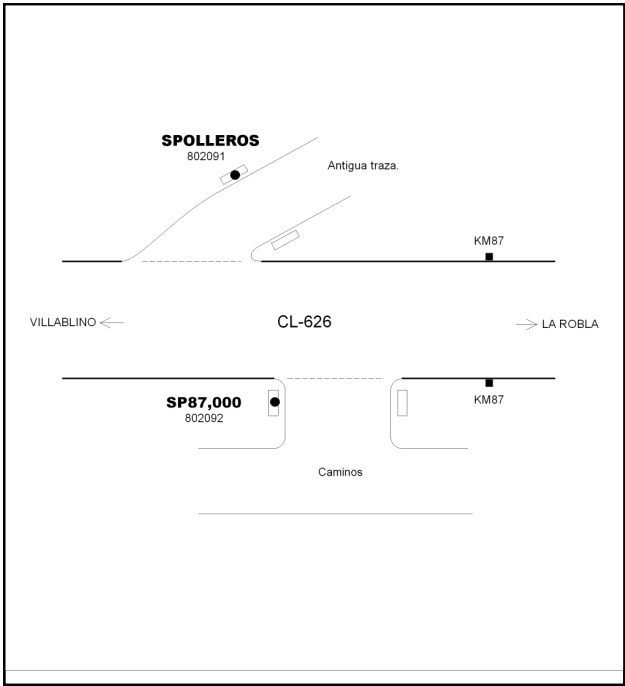 SPOLLEROS
802091
Antigua traza.
KM87
VILLABLINO
CL-626
LA ROBLA
SP87,000
802092
KM87
Caminos